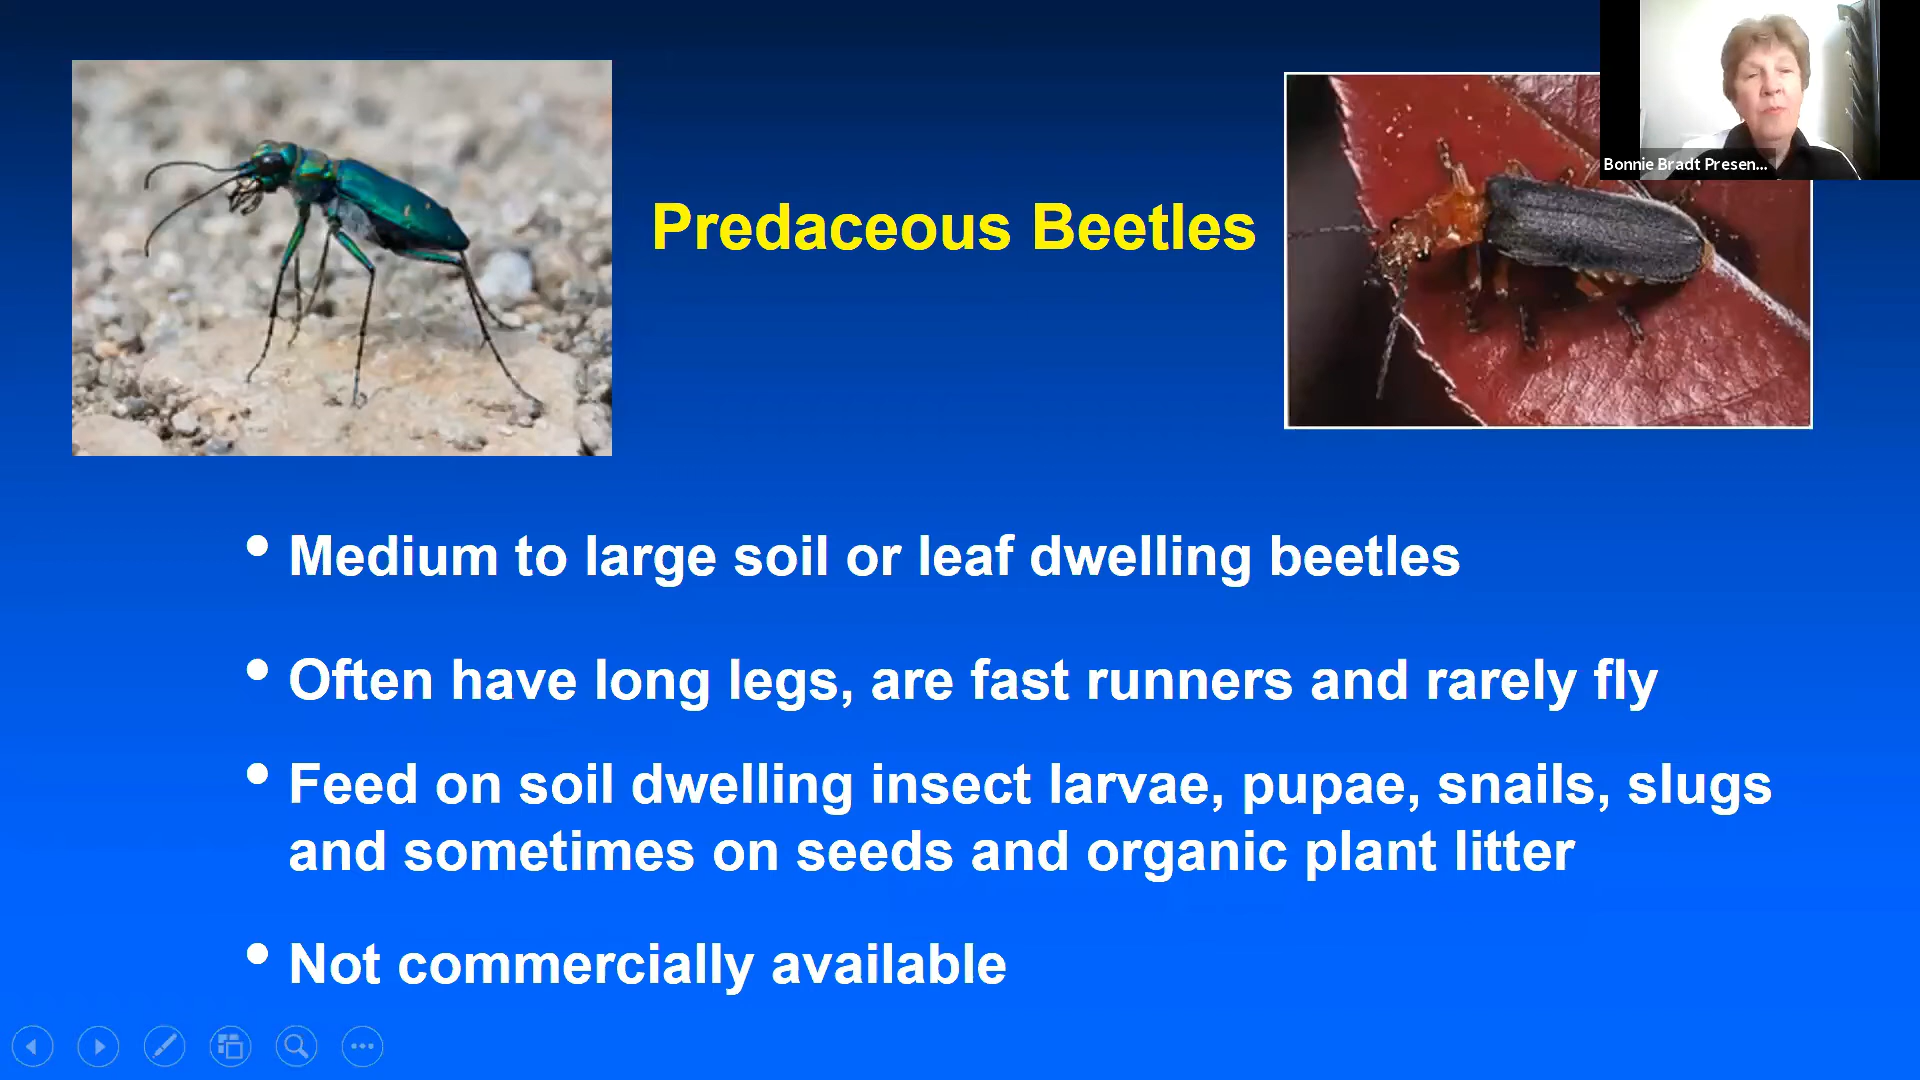 Bonnie Bradt Presen...
Predaceous Beetles
• Medium to large soil or leaf dwelling beetles
• Often have long legs, are fast runners and rarely fly
• Feed on soil dwelling insect larvae, pupae, snails, slugs
and sometimes on seeds and organic plant litter
• Not commercially available